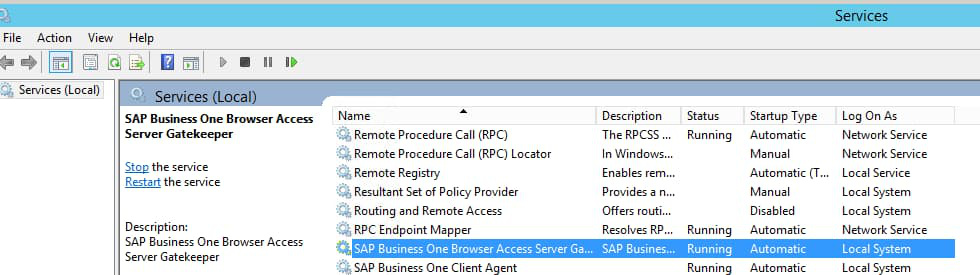 Services
File Action View Help
Services (Local)
Services (Local)
SAP Business One Browser Access
Server Gatekeeper
Stop the service
Restart the service
Description:
SAP Business One Browser Access
Server Gatekeeper
Name Description Status Startup Type Log On As
Remote Procedure Call (RPC) The RPCSS ... Running Automatic Network Service
Remote Procedure Call (RPC) Locator In Windows... Manual Network Service
Remote Registry Enables rem... Automatic (T... Local Service
Resultant Set of Policy Provider Provides a n... Manual Local System
Routing and Remote Access Offers routi... Disabled Local System
RPC Endpoint Mapper Resolves RP... Running Automatic Network Service
SAP Business One Browser Access Server Ga... SAP Busines... Running Automatic Local System
SAP Business One Client Agent Running Automatic Local System